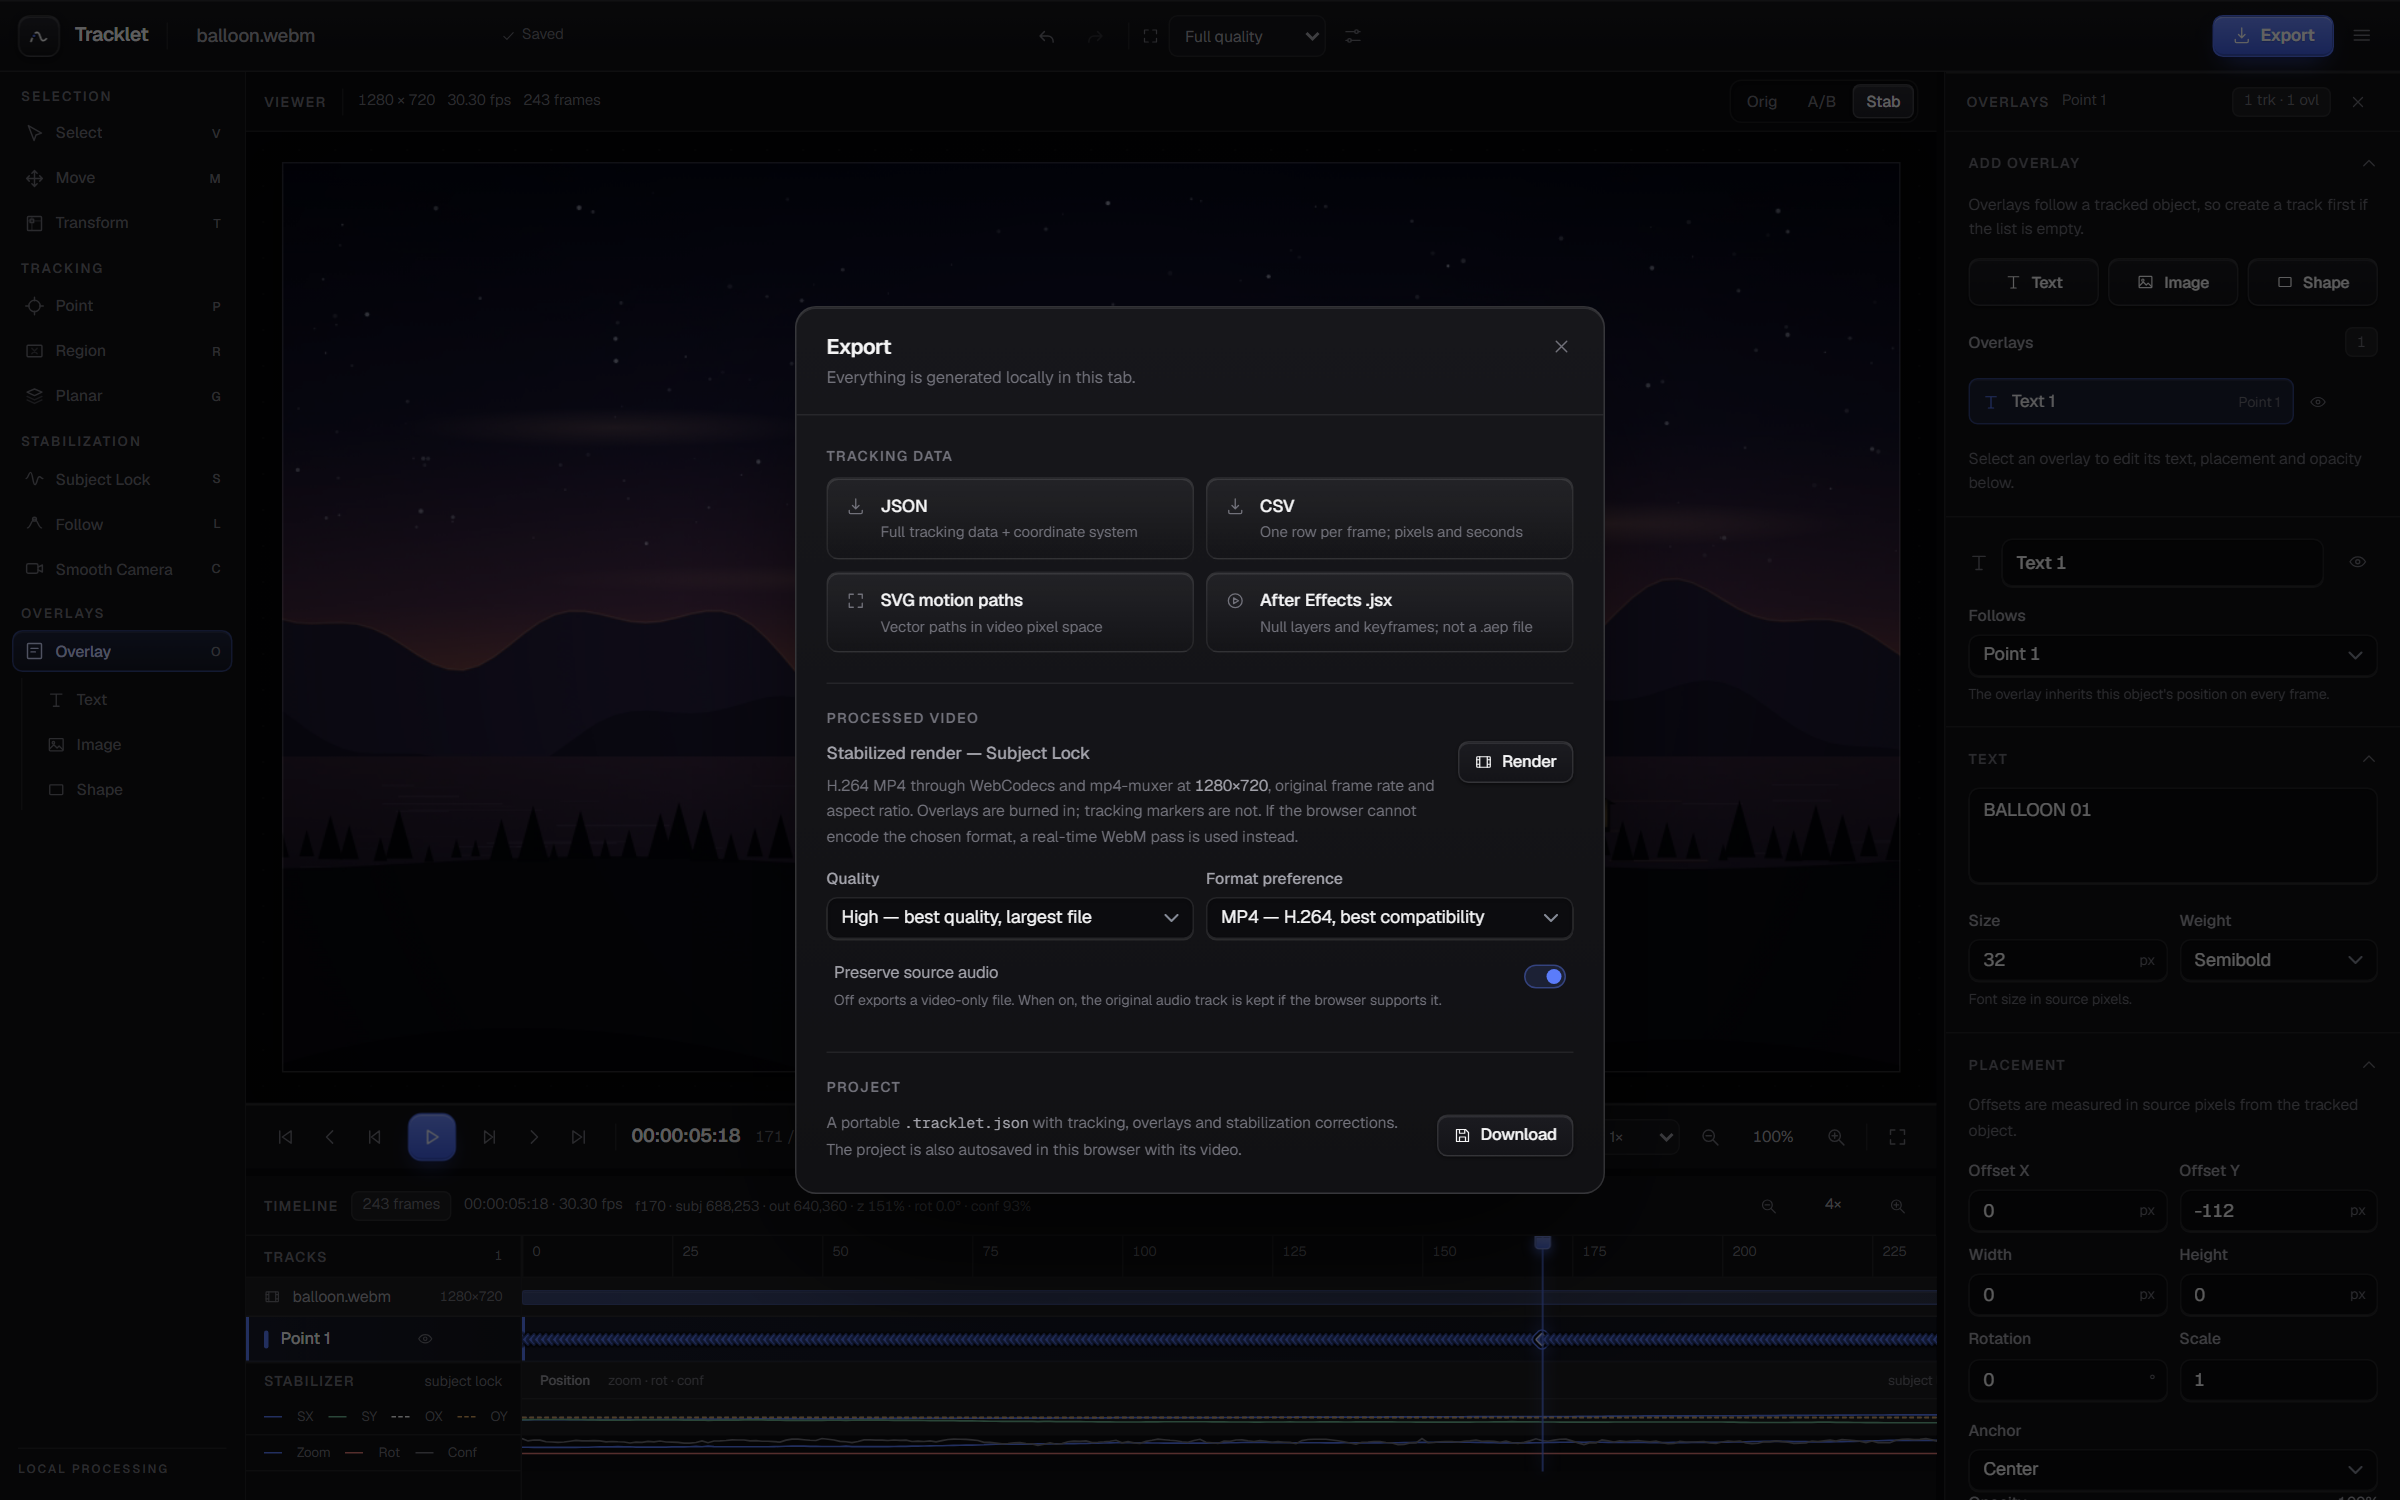 Tracklet
balloon.webm
Saved
Full quality
Export
SELECTION
Select V
Move M
Transform T
TRACKING
Point P
Region R
Planar G
STABILIZATION
Subject Lock S
Follow L
Smooth Camera C
OVERLAYS
Overlay O
Text
Image
Shape
LOCAL PROCESSING
VIEWER 1280 × 720 30.30 fps 243 frames
Orig A/B Stab
Export
Everything is generated locally in this tab.
TRACKING DATA
JSON
Full tracking data + coordinate system
CSV
One row per frame; pixels and seconds
SVG motion paths
Vector paths in video pixel space
After Effects .jsx
Null layers and keyframes; not a .aep file
PROCESSED VIDEO
Stabilized render — Subject Lock
Render
H.264 MP4 through WebCodecs and mp4-muxer at 1280×720, original frame rate and
aspect ratio. Overlays are burned in; tracking markers are not. If the browser cannot
encode the chosen format, a real-time WebM pass is used instead.
Quality
High — best quality, largest file
Format preference
MP4 — H.264, best compatibility
Preserve source audio
Off exports a video-only file. When on, the original audio track is kept if the browser supports it.
PROJECT
A portable .tracklet.json with tracking, overlays and stabilization corrections.
The project is also autosaved in this browser with its video.
Download
00:00:05:18 171 /
1×
100%
TIMELINE 243 frames 00:00:05:18 · 30.30 fps f170 · subj 688,253 · out 640,360 · z 151% · rot 0.0° · conf 93%
4×
TRACKS 1
0 25 50 75 100 125 150 175 200 225
balloon.webm 1280×720
Point 1
STABILIZER subject lock
Position zoom · rot · conf
subject
SX SY OX OY
Zoom Rot Conf
OVERLAYS Point 1
1 trk · 1 ovl
ADD OVERLAY
Overlays follow a tracked object, so create a track first if
the list is empty.
Text Image Shape
Overlays 1
Text 1 Point 1
Select an overlay to edit its text, placement and opacity
below.
Text 1
Follows
Point 1
The overlay inherits this object's position on every frame.
TEXT
BALLOON 01
Size Weight
32 px Semibold
Font size in source pixels.
PLACEMENT
Offsets are measured in source pixels from the tracked
object.
Offset X Offset Y
0 px -112 px
Width Height
0 px 0 px
Rotation Scale
0 ° 1
Anchor
Center